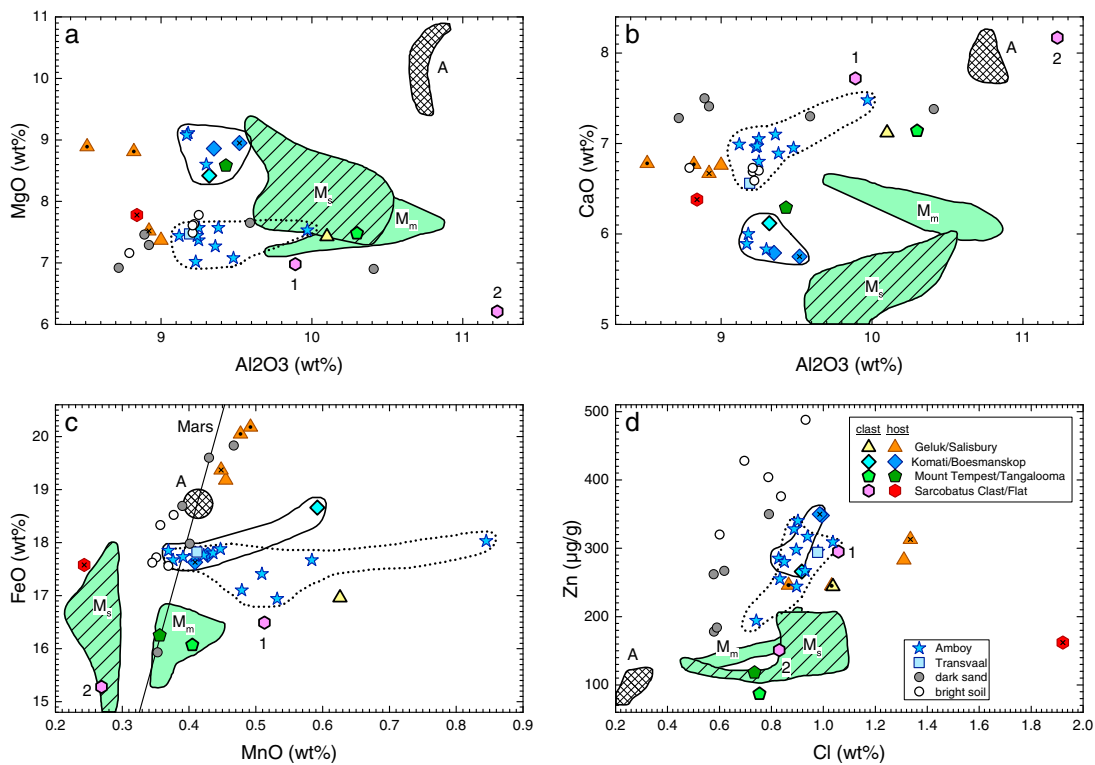 a
11
10
9
8
7
6
MgO (wt%)
9
10
11
Al2O3 (wt%)
A
Ms
Mm
1
2
b
8
7
6
5
CaO (wt%)
9
10
11
Al2O3 (wt%)
1
A
2
Mm
Ms
c
20
19
18
17
16
15
FeO (wt%)
0.2
0.3
0.4
0.5
0.6
0.7
0.8
0.9
MnO (wt%)
Mars
A
Ms
Mm
1
2
d
500
400
300
200
100
Zn (µg/g)
0.2
0.4
0.6
0.8
1.0
1.2
1.4
1.6
1.8
2.0
Cl (wt%)
clast host
Geluk/Salisbury
Komati/Boesmanskop
Mount Tempest/Tangalooma
Sarcobatus Clast/Flat
1
Mm
Ms
2
A
Amboy
Transvaal
dark sand
bright soil